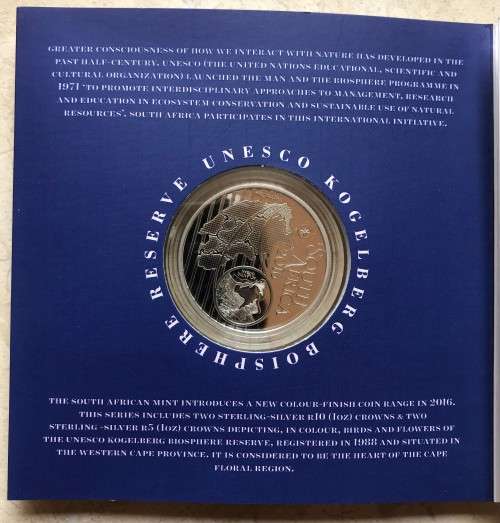 GREATER CONSCIOUSNESS OF HOW WE INTERACT WITH NATURE HAS DEVELOPED IN THE
PAST HALF-CENTURY. UNESCO (THE UNITED NATIONS EDUCATIONAL, SCIENTIFIC AND
CULTURAL ORGANIZATION) LAUNCHED THE MAN AND THE BIOSPHERE PROGRAMME IN
1971 'TO PROMOTE INTERDISCIPLINARY APPROACHES TO MANAGEMENT, RESEARCH
AND EDUCATION IN ECOSYSTEM CONSERVATION AND SUSTAINABLE USE OF NATURAL
RESOURCES'. SOUTH AFRICA PARTICIPATES IN THIS INTERNATIONAL INITIATIVE.
UNESCO KOGELBERG BOISPHERE RESERVE
SOUTH
AFRICA
2016
THE SOUTH AFRICAN MINT INTRODUCES A NEW COLOUR-FINISH COIN RANGE IN 2016.
THIS SERIES INCLUDES TWO STERLING-SILVER R10 (1OZ) CROWNS & TWO
STERLING -SILVER R5 (1OZ) CROWNS DEPICTING, IN COLOUR, BIRDS AND FLOWERS OF
THE UNESCO KOGELBERG BIOSPHERE RESERVE, REGISTERED IN 1988 AND SITUATED IN
THE WESTERN CAPE PROVINCE. IT IS CONSIDERED TO BE THE HEART OF THE CAPE
FLORAL REGION.